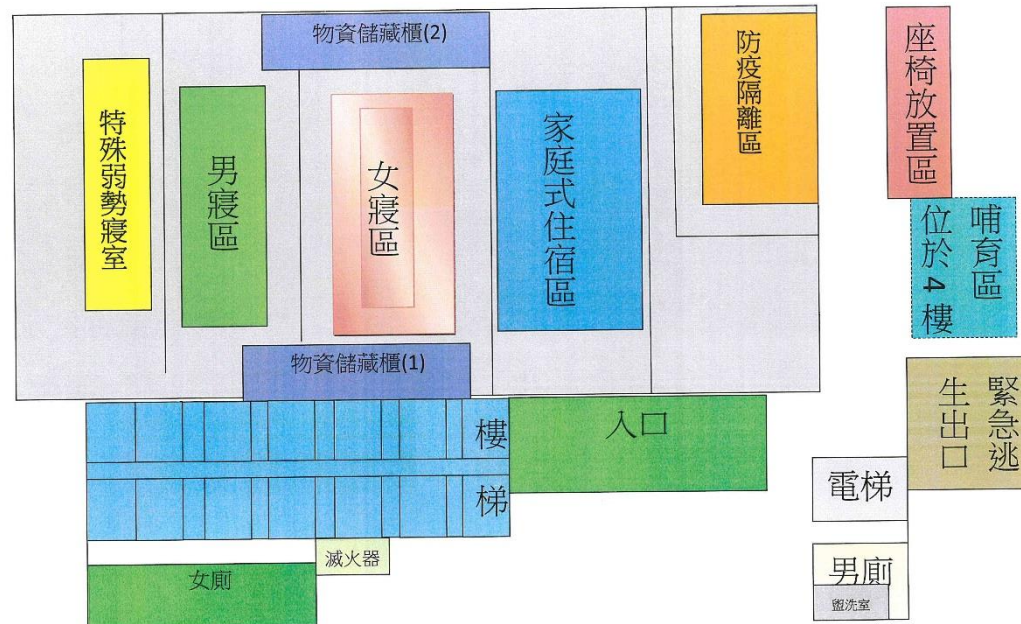 物資儲藏櫃(2)
特殊弱勢寢室
男寢區
女寢區
家庭式住宿區
防疫隔離區
座椅放置區
哺育區
位於4樓
物資儲藏櫃(1)
樓梯
入口
緊急逃
生出口
電梯
滅火器
女廁
男廁
盥洗室